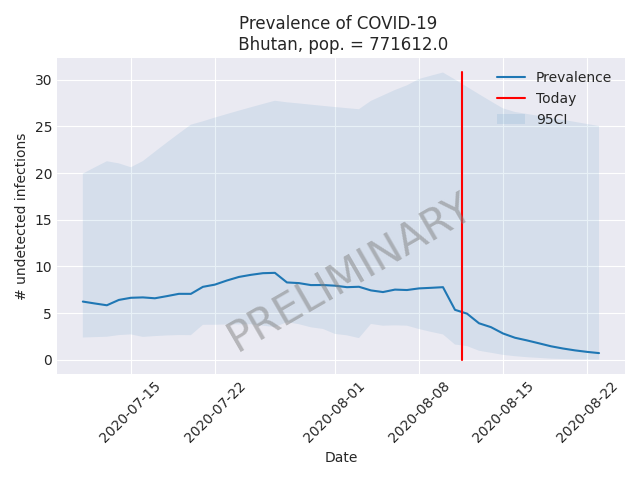 Prevalence of COVID-19
Bhutan, pop. = 771612.0
30
25
20
15
10
5
0
# undetected infections
Prevalence
Today
95CI
PRELIMINARY
2020-07-15
2020-07-22
2020-08-01
2020-08-08
2020-08-15
2020-08-22
Date